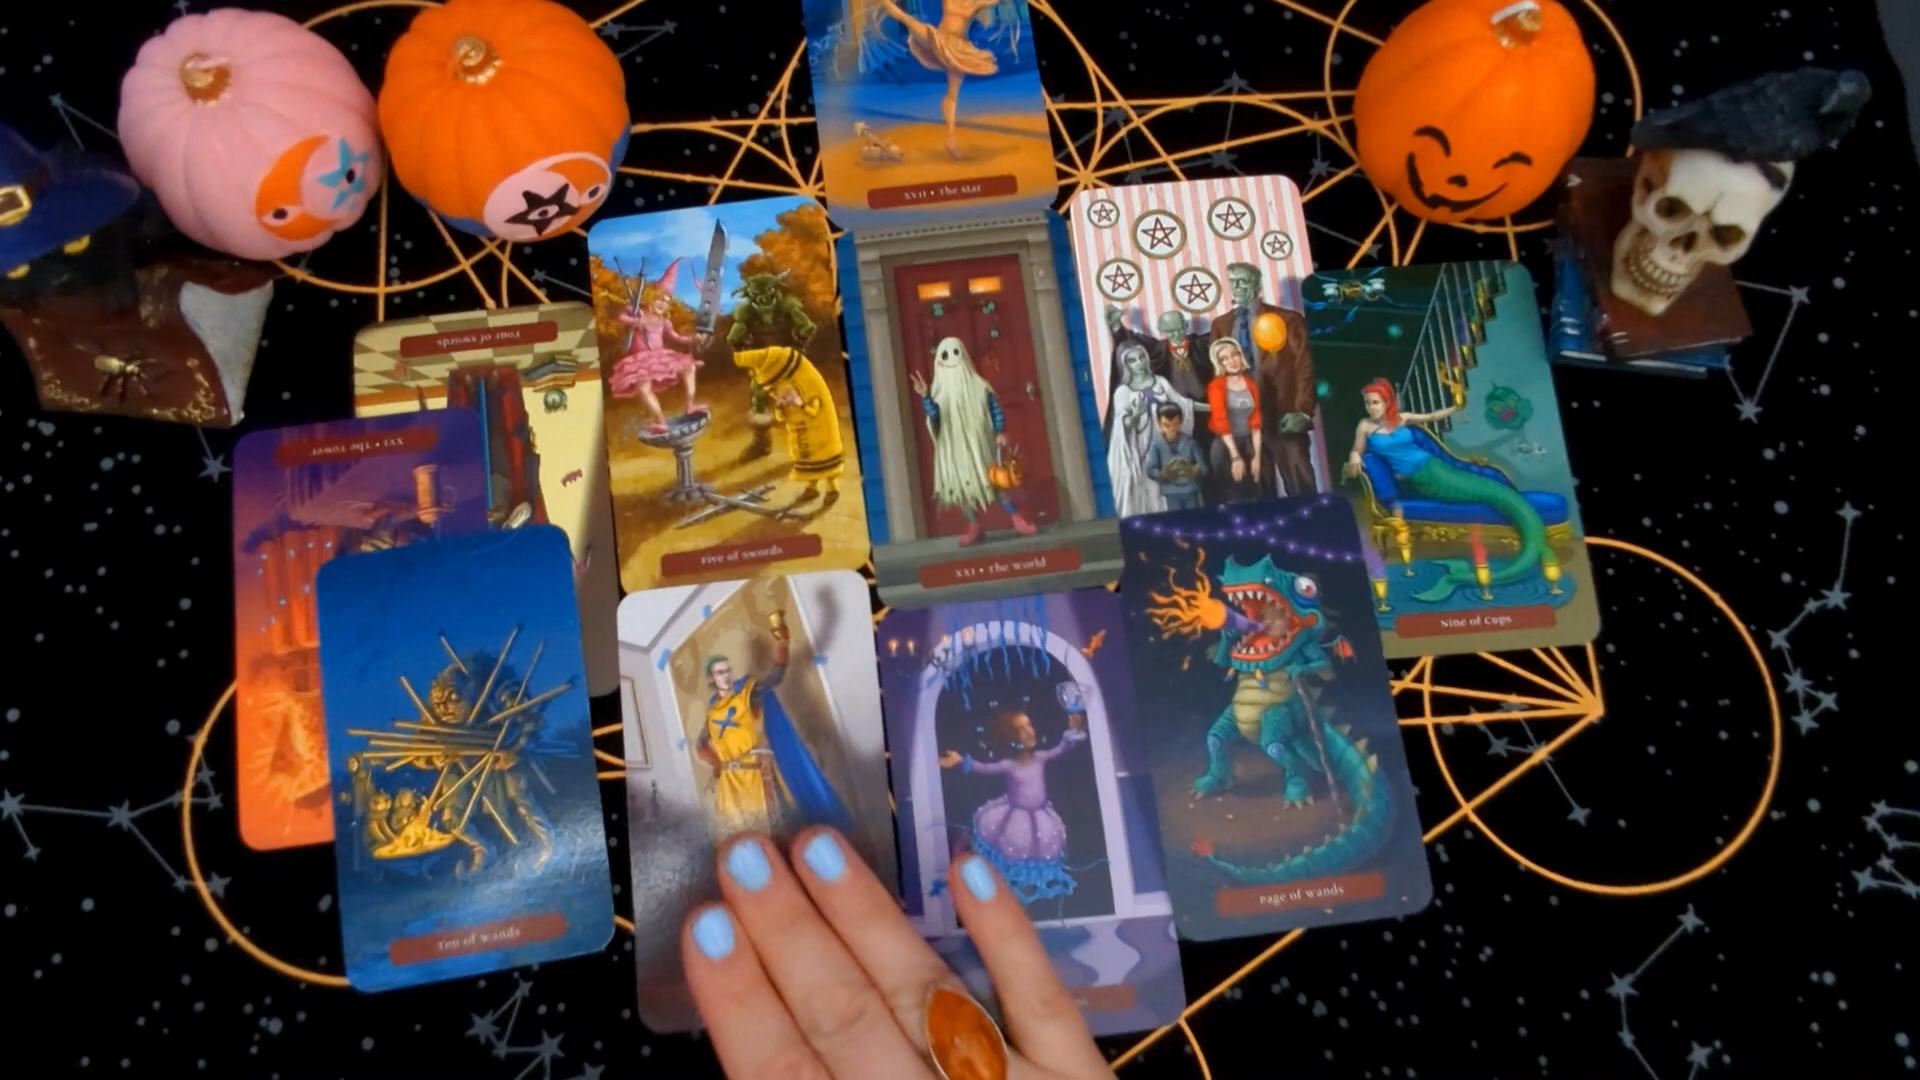 XVII • The Star
Four of Swords
XVI • The Tower
Five of Swords
XXI • The World
Nine of Cups
Page of Wands
Ten of Wands